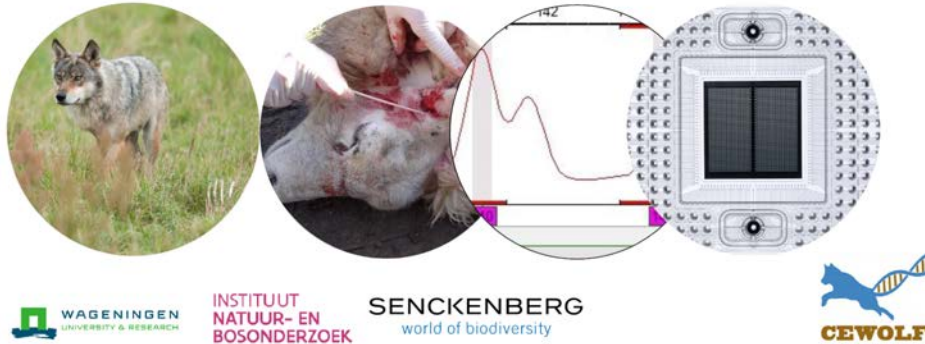 142
WAGENINGEN
UNIVERSITY & RESEARCH
INSTITUUT
NATUUR- EN
BOSONDERZOEK
SENCKENBERG
world of biodiversity
CEWOLF